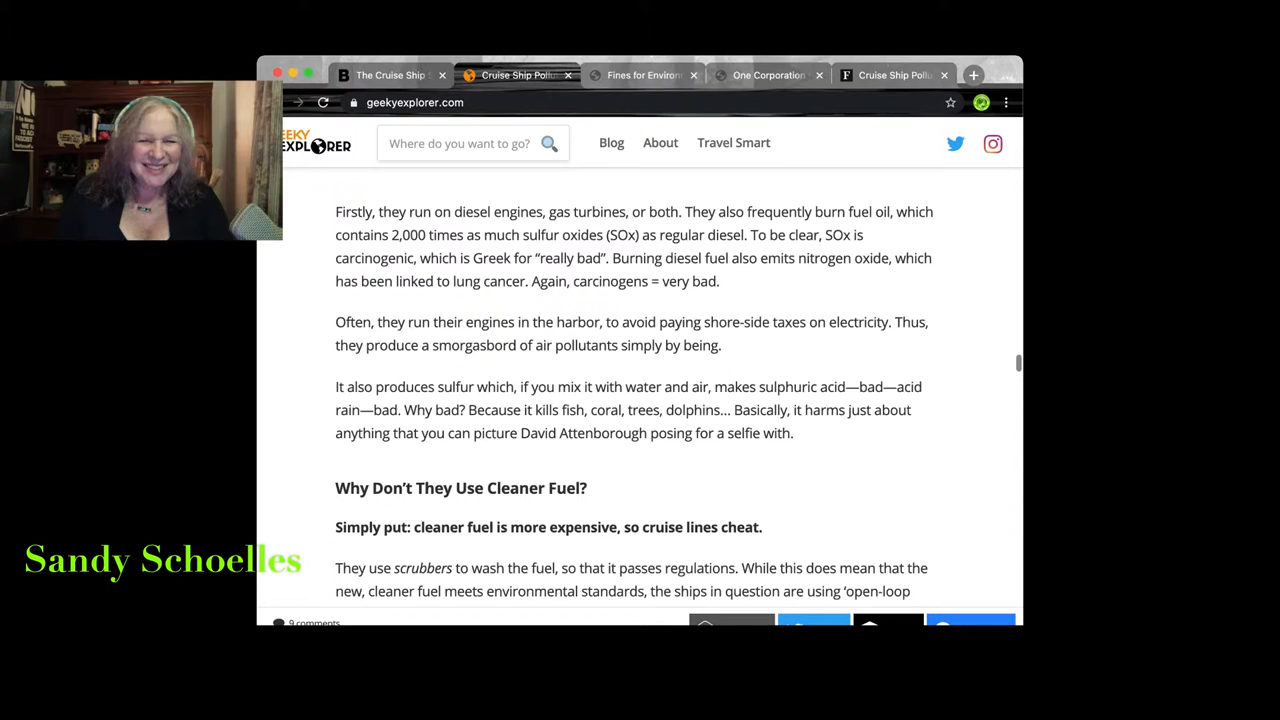 The Cruise Ship
Cruise Ship Pollu
Fines for Environ
One Corporation
Cruise Ship Pollu
geekyexplorer.com
EEKY
EXPLORER
Where do you want to go?
Blog
About
Travel Smart
Firstly, they run on diesel engines, gas turbines, or both. They also frequently burn fuel oil, which
contains 2,000 times as much sulfur oxides (SOx) as regular diesel. To be clear, SOx is
carcinogenic, which is Greek for “really bad”. Burning diesel fuel also emits nitrogen oxide, which
has been linked to lung cancer. Again, carcinogens = very bad.
Often, they run their engines in the harbor, to avoid paying shore-side taxes on electricity. Thus,
they produce a smorgasbord of air pollutants simply by being.
It also produces sulfur which, if you mix it with water and air, makes sulphuric acid—bad—acid
rain—bad. Why bad? Because it kills fish, coral, trees, dolphins... Basically, it harms just about
anything that you can picture David Attenborough posing for a selfie with.
Why Don’t They Use Cleaner Fuel?
Simply put: cleaner fuel is more expensive, so cruise lines cheat.
They use scrubbers to wash the fuel, so that it passes regulations. While this does mean that the
new, cleaner fuel meets environmental standards, the ships in question are using ‘open-loop
9 comments
Sandy Schoelles